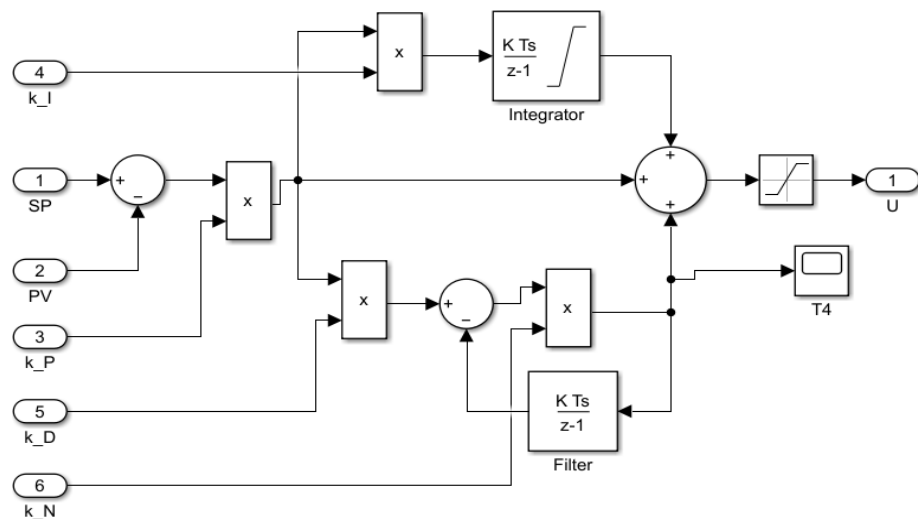 4
k_I
x
K Ts
z-1
Integrator
+
1
SP
+
−
x
+
+
1
U
2
PV
x
+
−
x
T4
3
k_P
5
k_D
K Ts
z-1
Filter
6
k_N